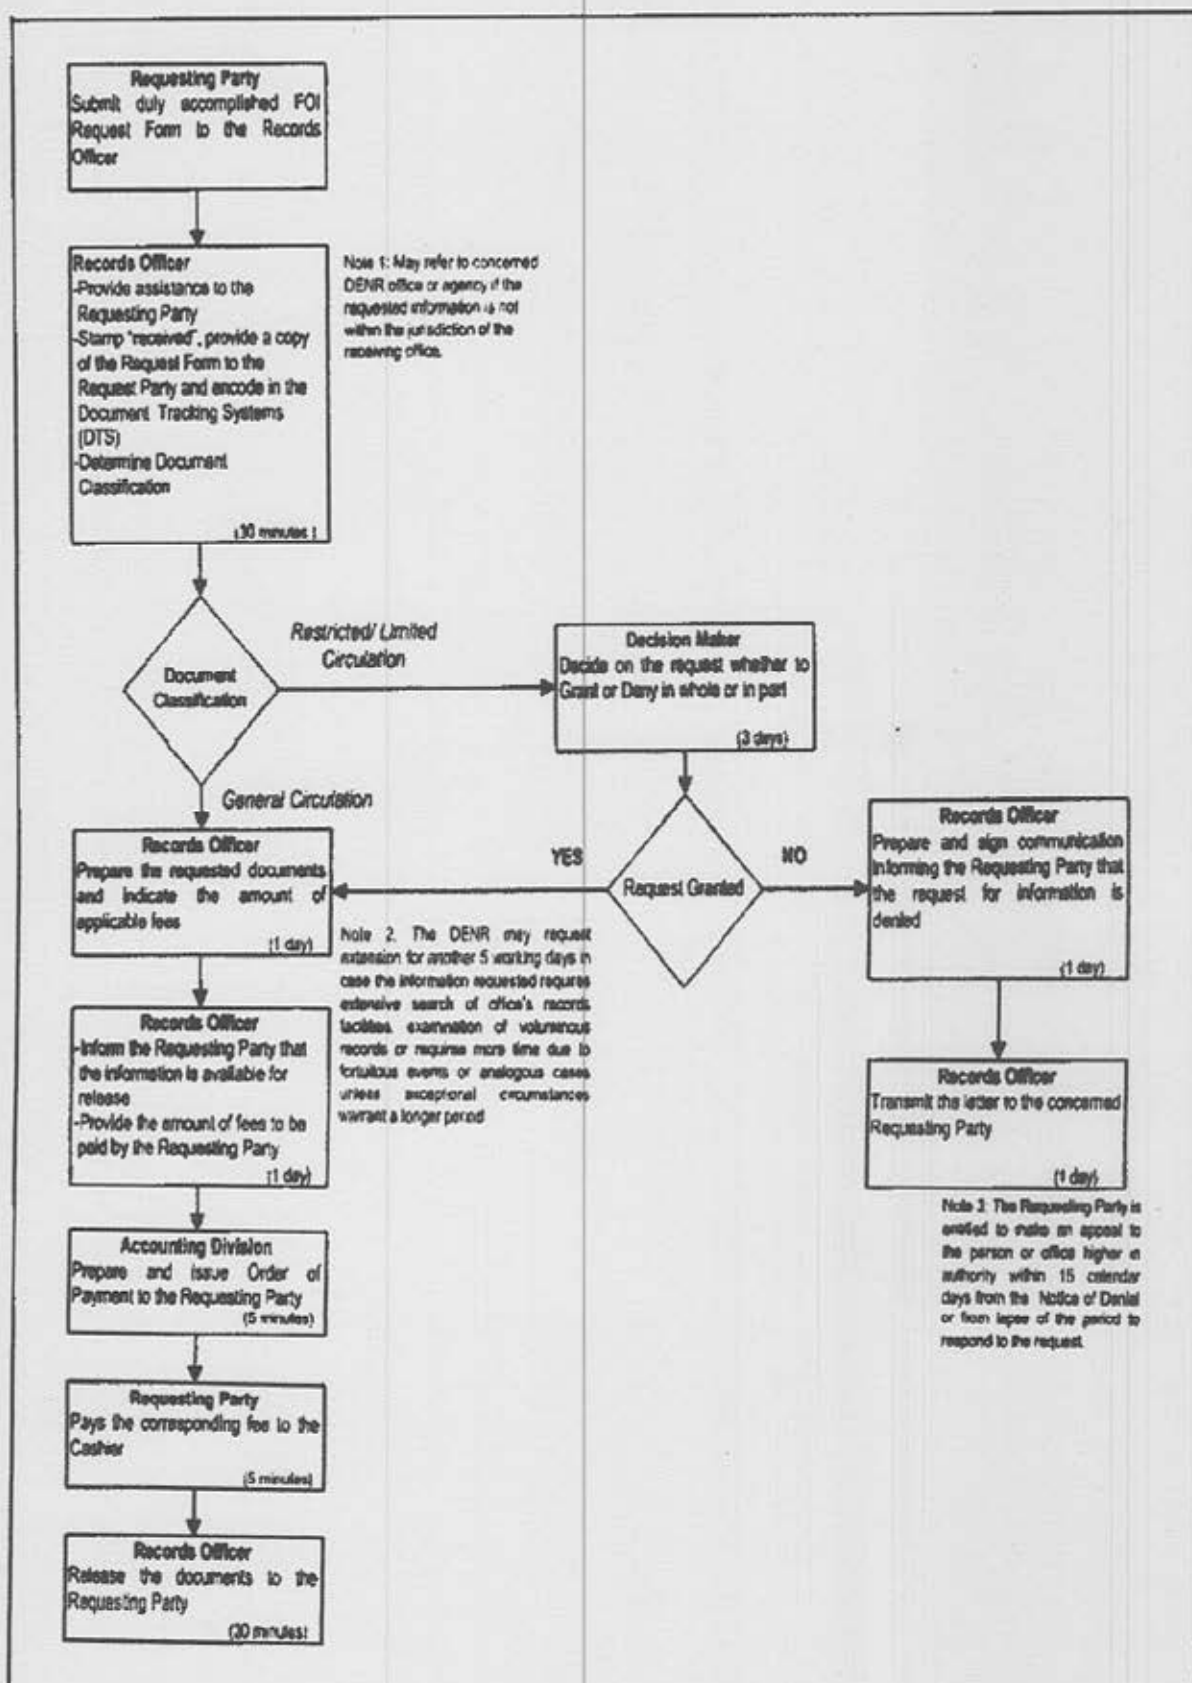 Requesting Party
Submit duly accomplished FOI
Request Form to the Records
Officer
Records Officer
-Provide assistance to the
Requesting Party
-Stamp "received", provide a copy
of the Request Form to the
Request Party and encode in the
Document Tracking Systems
(DTS)
-Determine Document
Classification
(30 minutes)
Note 1: May refer to concerned
DENR office or agency if the
requested information is not
within the jurisdiction of the
receiving office.
Document
Classification
Restricted/ Limited
Circulation
Decision Maker
Decide on the request whether to
Grant or Deny in whole or in part
(3 days)
General Circulation
Records Officer
Prepare the requested documents
and indicate the amount of
applicable fees
(1 day)
YES
Request Granted
NO
Records Officer
Prepare and sign communication
informing the Requesting Party that
the request for information is
denied
(1 day)
Note 2. The DENR may request
extension for another 5 working days in
case the information requested requires
extensive search of office's records
facilities, examination of voluminous
records or requires more time due to
fortuitous events or analogous cases
unless exceptional circumstances
warrant a longer period
Records Officer
-Inform the Requesting Party that
the information is available for
release
-Provide the amount of fees to be
paid by the Requesting Party
(1 day)
Records Officer
Transmit the letter to the concerned
Requesting Party
(1 day)
Note 3: The Requesting Party is
entitled to make an appeal to
the person or office higher in
authority within 15 calendar
days from the Notice of Denial
or from lapse of the period to
respond to the request.
Accounting Division
Prepare and issue Order of
Payment to the Requesting Party
(5 minutes)
Requesting Party
Pays the corresponding fee to the
Cashier
(5 minutes)
Records Officer
Release the documents to the
Requesting Party
minutes)